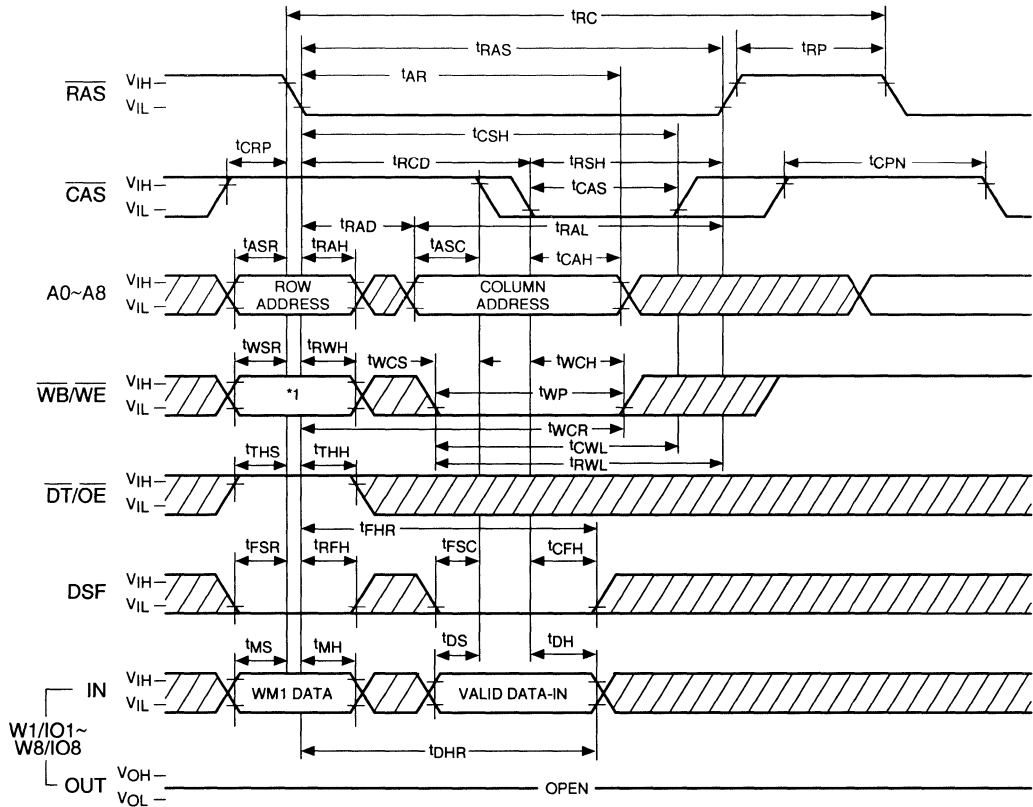 tRC
tRAS
tRP
tAR
RAS
VIH
VIL
tCSH
tCRP
tRCD
tRSH
tCPN
CAS
VIH
VIL
tCAS
tRAD
tRAL
tASR
tRAH
tASC
tCAH
A0~A8
VIH
VIL
ROW
ADDRESS
COLUMN
ADDRESS
tWSR
tRWH
tWCS
tWCH
WB/WE
VIH
VIL
*1
tWP
tWCR
tCWL
tRWL
tTHS
tTHH
DT/OE
VIH
VIL
tFHR
tFSR
tRFH
tFSC
tCFH
DSF
VIH
VIL
tMS
tMH
tDS
tDH
IN
VIH
VIL
WM1 DATA
VALID DATA-IN
W1/IO1~
W8/IO8
tDHR
OUT
VOH
VOL
OPEN